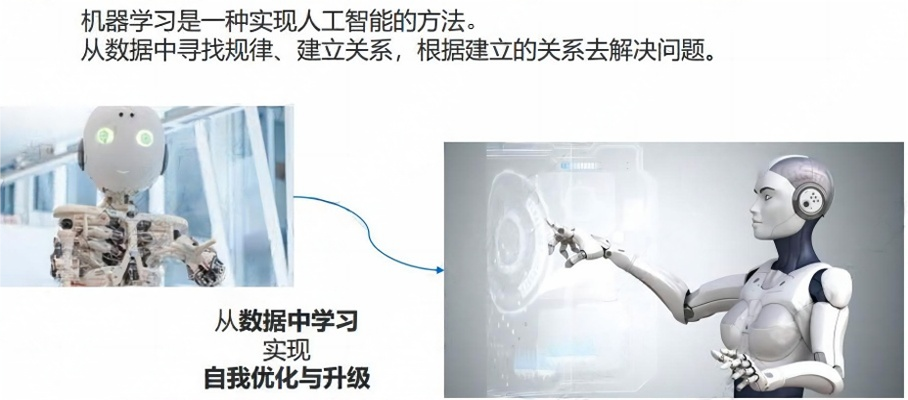 机器学习是一种实现人工智能的方法。
从数据中寻找规律、建立关系，根据建立的关系去解决问题。
从数据中学习
实现
自我优化与升级